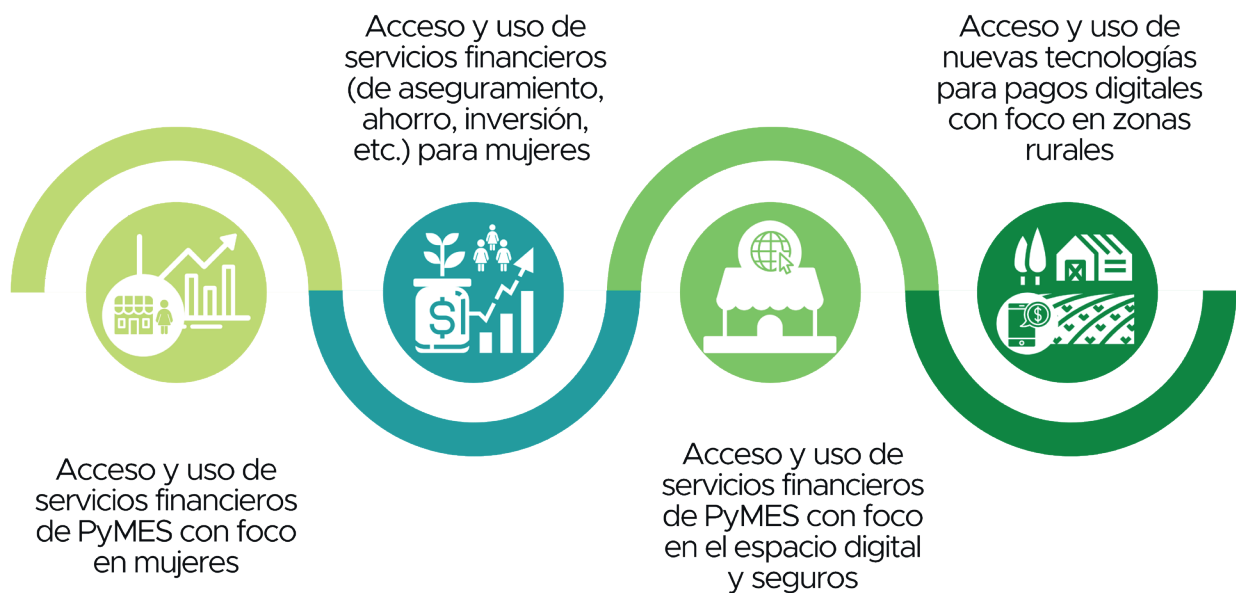 Acceso y uso de
servicios financieros
de PyMES con foco
en mujeres
Acceso y uso de
servicios financieros
(de aseguramiento,
ahorro, inversión,
etc.) para mujeres
Acceso y uso de
servicios financieros
de PyMES con foco
en el espacio digital
y seguros
Acceso y uso de
nuevas tecnologías
para pagos digitales
con foco en zonas
rurales